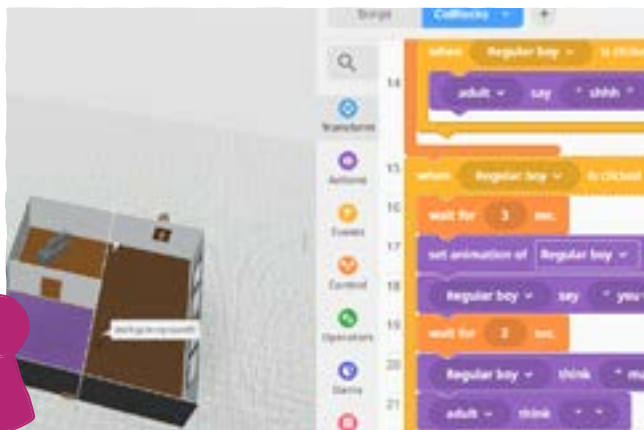 Script CoBlocks +
Transform
Actions
Events
Control
Operators
Items
when Regular boy is clicked
14 adult say " shhh "
15 when Regular boy is clicked
16 wait for 3 sec.
17 set animation of Regular boy
18 Regular boy say " you
19 wait for sec.
20 Regular boy think "
21 adult think " "